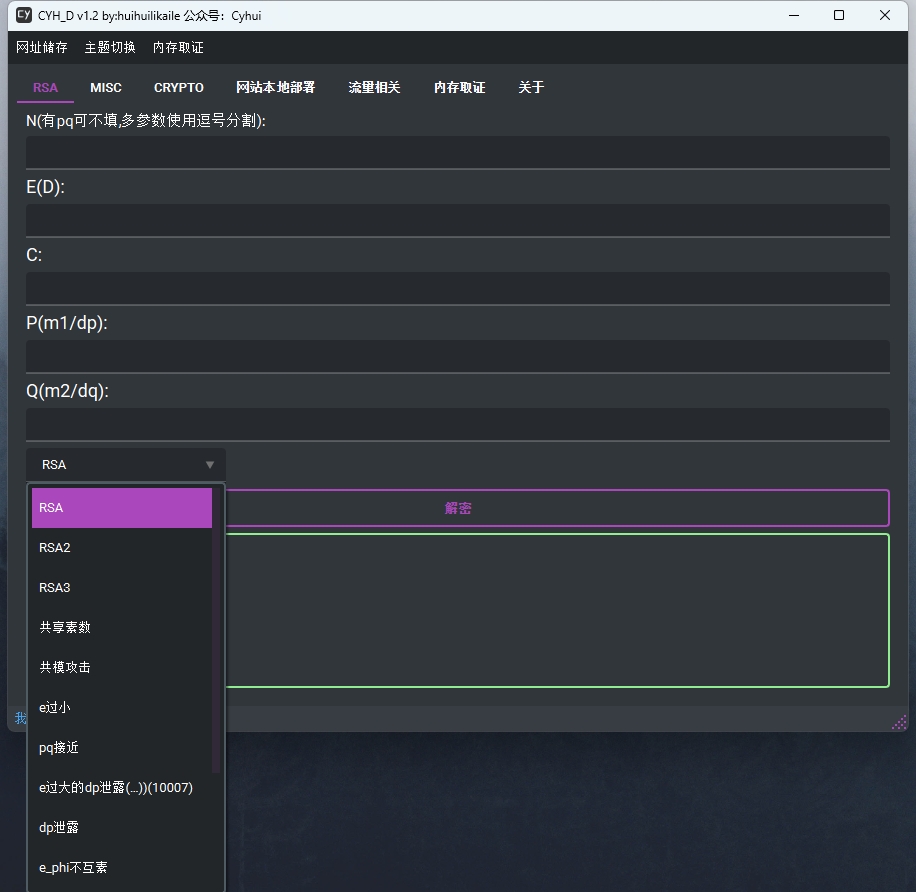 CY CYH_D v1.2 by:huihuilikaile 公众号：Cyhui
网址储存 主题切换 内存取证
RSA MISC CRYPTO 网站本地部署 流量相关 内存取证 关于
N(有pq可不填,多参数使用逗号分割):
E(D):
C:
P(m1/dp):
Q(m2/dq):
RSA
RSA
解密
RSA2
RSA3
共享素数
共模攻击
e过小
我
pq接近
e过大的dp泄露(...))(10007)
dp泄露
e_phi不互素